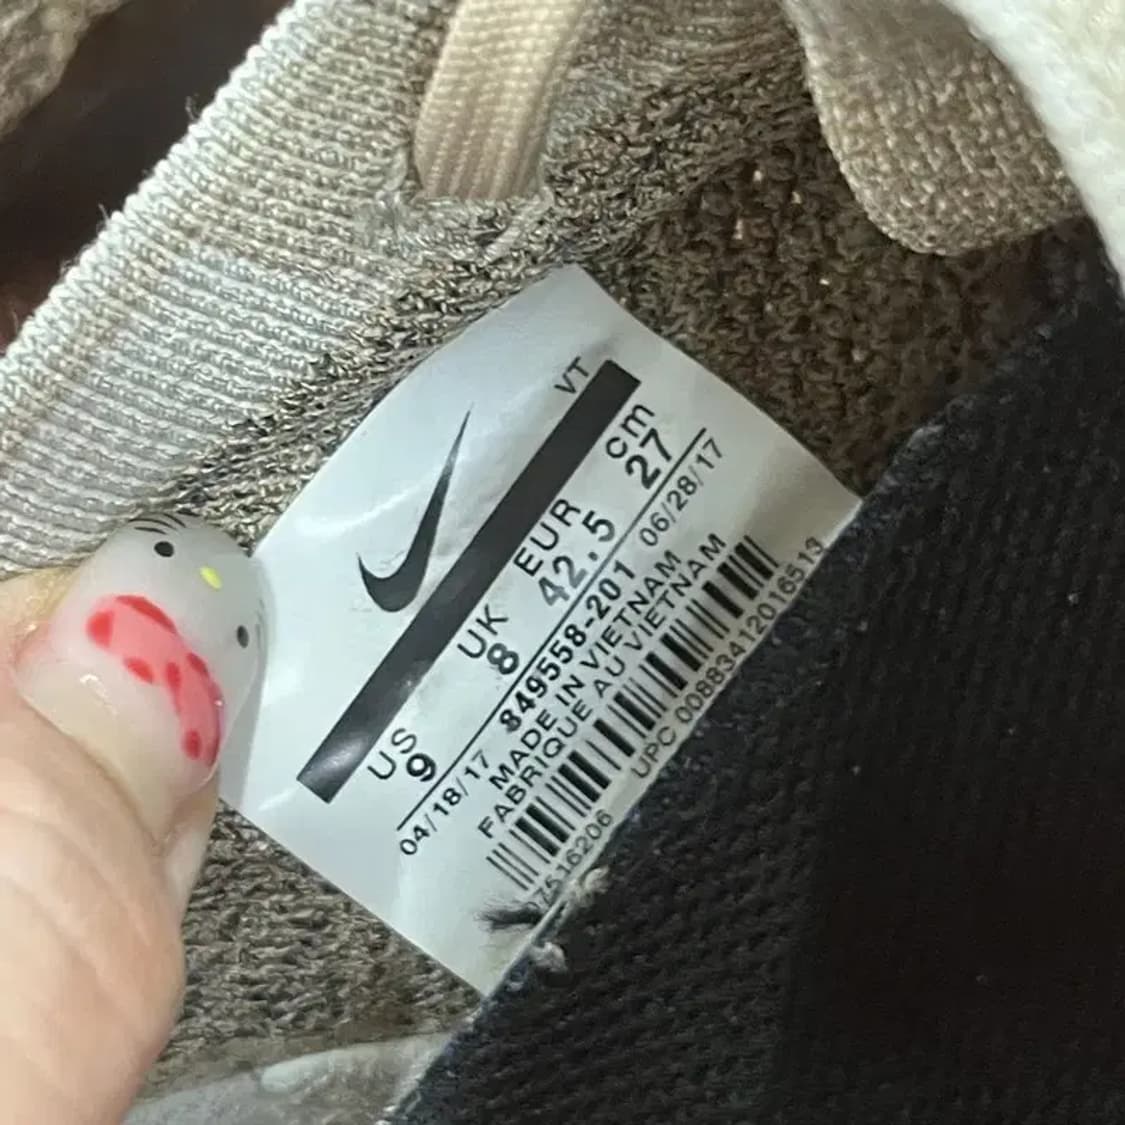 VT
US UK EUR cm
9 8 42.5 27
04/18/17 849558-201 06/28/17
MADE IN VIETNAM
FABRIQUE AU VIETNAM
7516206 UPC 00883412016513